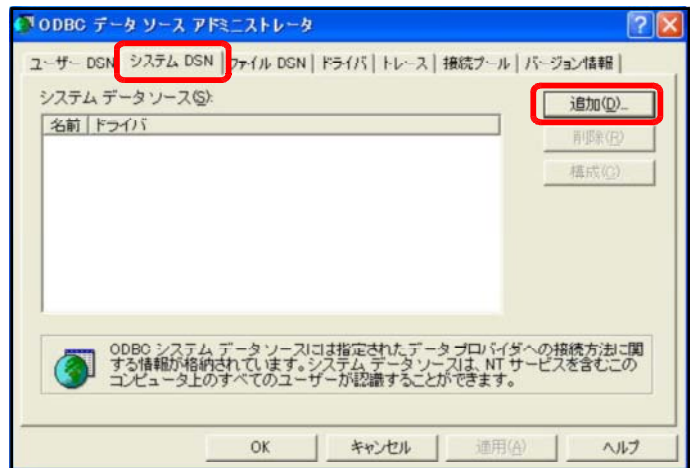 ODBC データ ソース アドミニストレータ
ユーザー DSN システム DSN ファイル DSN ドライバ トレース 接続プール バージョン情報
システム データ ソース(S):
追加(D)...
名前 ドライバ
削除(R)
構成(C)
ODBC システム データ ソースには指定されたデータ プロバイダへの接続方法に関
する情報が格納されています。システム データ ソースは、NT サービスを含むこの
コンピュータ上のすべてのユーザーが認識することができます。
OK キャンセル 適用(A) ヘルプ